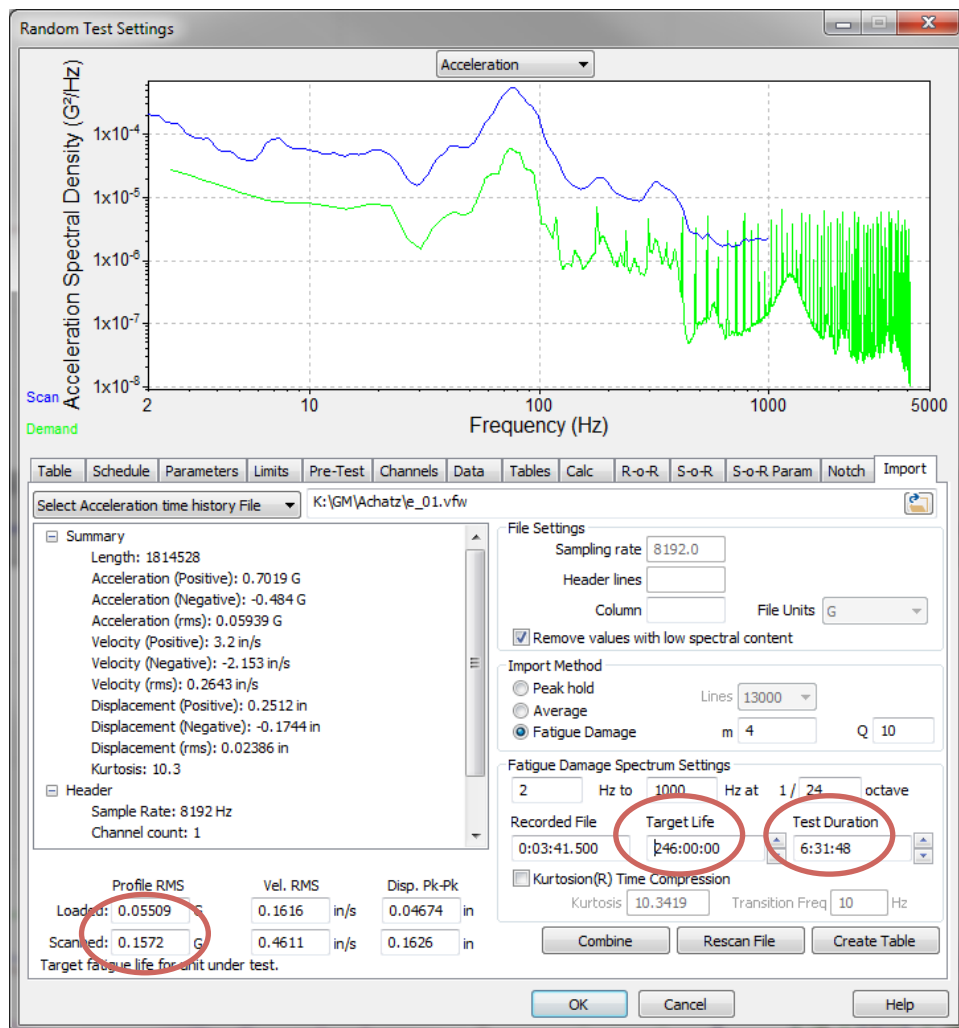 Random Test Settings
Acceleration
Acceleration Spectral Density (G²/Hz)
1x10⁻⁴
1x10⁻⁵
1x10⁻⁶
1x10⁻⁷
1x10⁻⁸
Scan
Demand
2 10 100 1000 5000
Frequency (Hz)
Table Schedule Parameters Limits Pre-Test Channels Data Tables Calc R-o-R S-o-R S-o-R Param Notch Import
Select Acceleration time history File K:\GM\Achatz\e_01.vfw
Summary
Length: 1814528
Acceleration (Positive): 0.7019 G
Acceleration (Negative): -0.484 G
Acceleration (rms): 0.05939 G
Velocity (Positive): 3.2 in/s
Velocity (Negative): -2.153 in/s
Velocity (rms): 0.2643 in/s
Displacement (Positive): 0.2512 in
Displacement (Negative): -0.1744 in
Displacement (rms): 0.02386 in
Kurtosis: 10.3
Header
Sample Rate: 8192 Hz
Channel count: 1
File Settings
Sampling rate 8192.0
Header lines
Column File Units G
Remove values with low spectral content
Import Method
Peak hold Lines 13000
Average
Fatigue Damage m 4 Q 10
Fatigue Damage Spectrum Settings
2 Hz to 1000 Hz at 1 / 24 octave
Recorded File Target Life Test Duration
0:03:41.500 246:00:00 6:31:48
Kurtosion(R) Time Compression
Kurtosis 10.3419 Transition Freq 10 Hz
Combine Rescan File Create Table
Profile RMS Vel. RMS Disp. Pk-Pk
Loaded: 0.05509 G 0.1616 in/s 0.04674 in
Scanned: 0.1572 G 0.4611 in/s 0.1626 in
Target fatigue life for unit under test.
OK Cancel Help